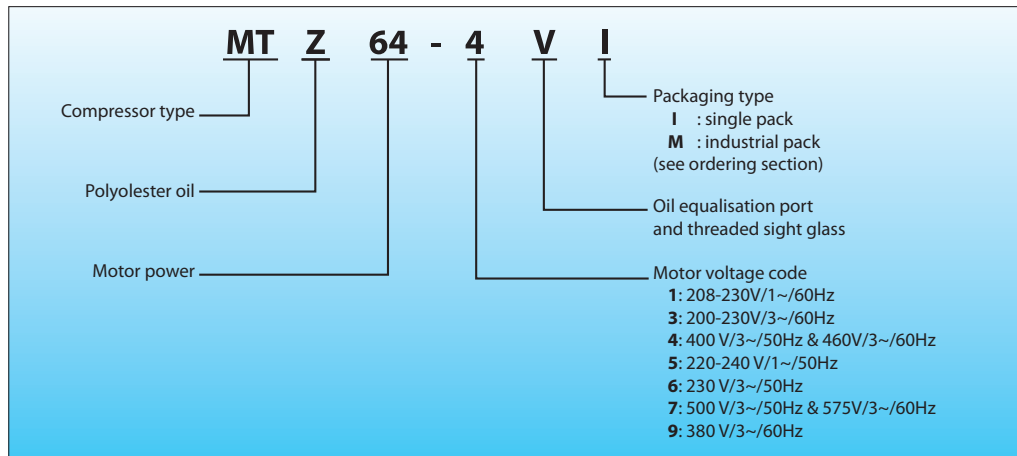 MT Z 64 - 4 V I
Compressor type
Polyolester oil
Motor power
Packaging type
I : single pack
M : industrial pack
(see ordering section)
Oil equalisation port
and threaded sight glass
Motor voltage code
1: 208-230V/1~/60Hz
3: 200-230V/3~/60Hz
4: 400 V/3~/50Hz & 460V/3~/60Hz
5: 220-240 V/1~/50Hz
6: 230 V/3~/50Hz
7: 500 V/3~/50Hz & 575V/3~/60Hz
9: 380 V/3~/60Hz